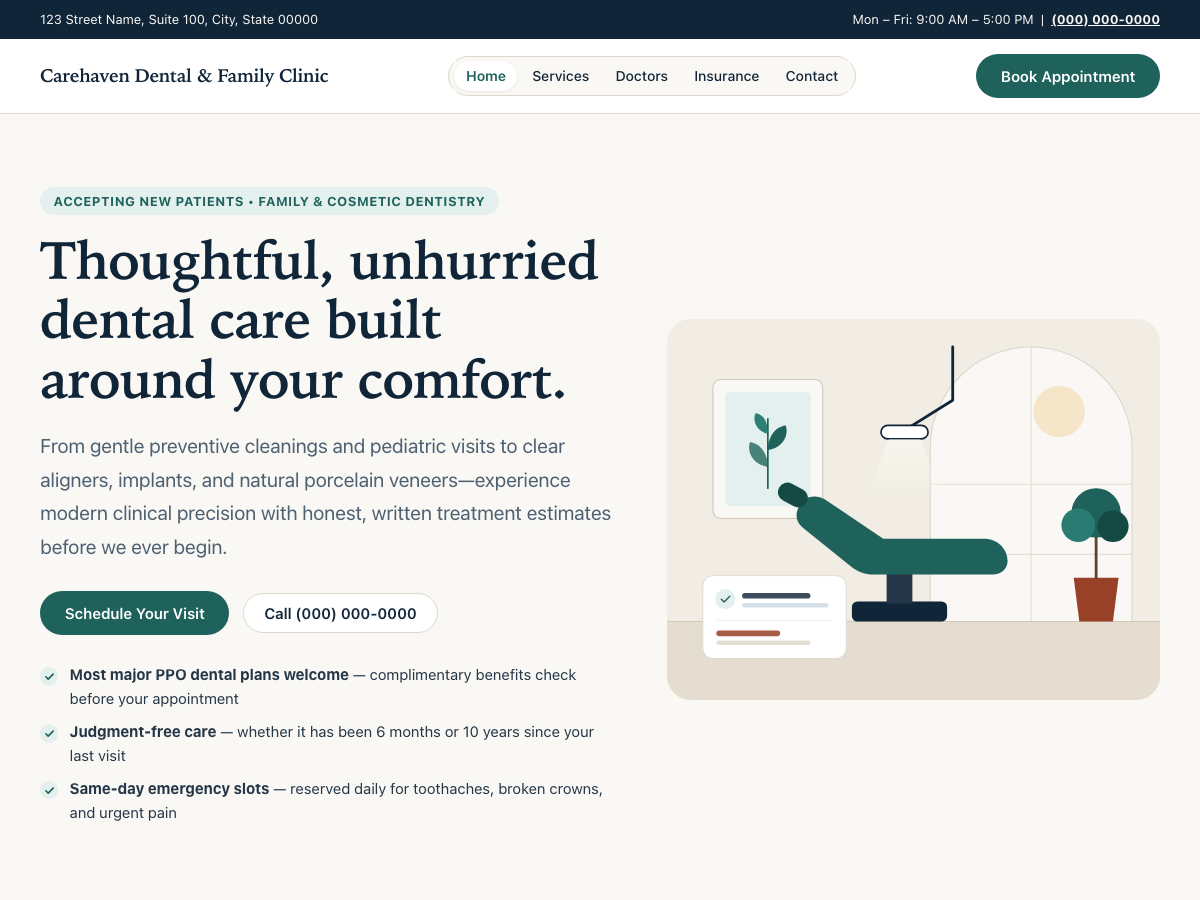 123 Street Name, Suite 100, City, State 00000
Mon – Fri: 9:00 AM – 5:00 PM | (000) 000-0000
Carehaven Dental & Family Clinic
Home
Services
Doctors
Insurance
Contact
Book Appointment
ACCEPTING NEW PATIENTS • FAMILY & COSMETIC DENTISTRY
Thoughtful, unhurried
dental care built
around your comfort.
From gentle preventive cleanings and pediatric visits to clear
aligners, implants, and natural porcelain veneers—experience
modern clinical precision with honest, written treatment estimates
before we ever begin.
Schedule Your Visit
Call (000) 000-0000
Most major PPO dental plans welcome — complimentary benefits check
before your appointment
Judgment-free care — whether it has been 6 months or 10 years since your
last visit
Same-day emergency slots — reserved daily for toothaches, broken crowns,
and urgent pain